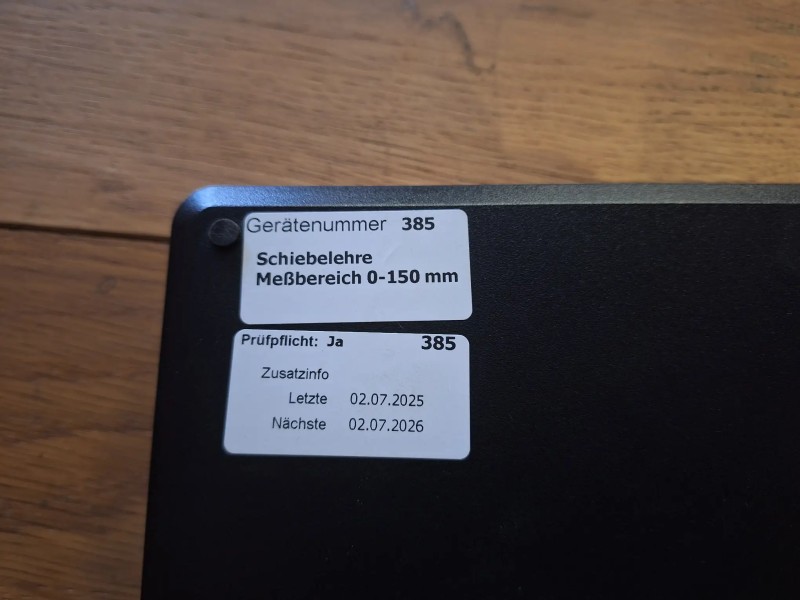 Gerätenummer 385
Schiebelehre
Meßbereich 0-150 mm
Prüfpflicht: Ja 385
Zusatzinfo
Letzte 02.07.2025
Nächste 02.07.2026